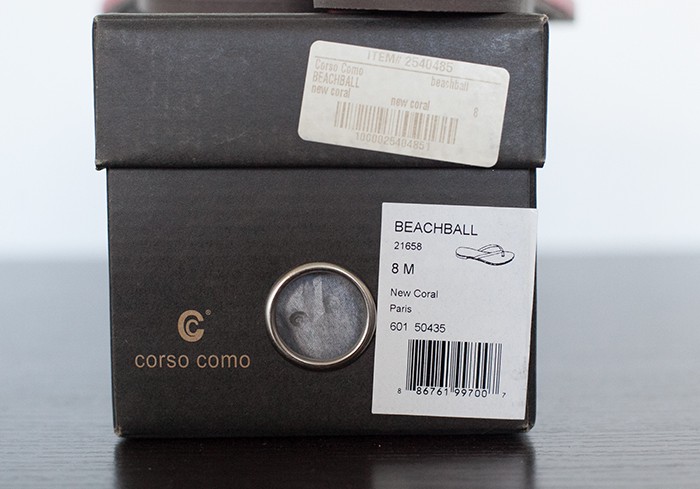 ITEM# 2540485
Corso Como
BEACHBALL beachball
new coral
new coral 8
1000025404851
BEACHBALL
21658
8 M
New Coral
Paris
601 50435
8 86761 99700 7
CC®
corso como